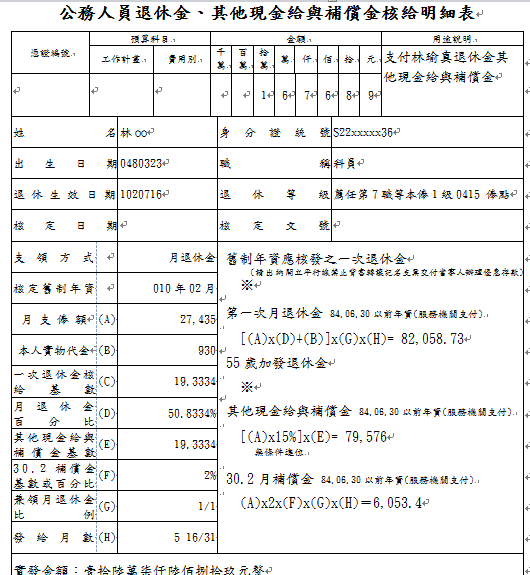 公務人員退休金、其他現金給與補償金核給明細表
憑證編號 預算科目 金額 用途說明
工作計畫 費用別 千萬 百萬 拾萬 萬 仟 佰 拾 元
1 6 7 6 8 9 支付林瑜真退休金其他現金給與補償金
姓名 林oo 身分證統號 S22xxxxx36
出生日期 0480323 職稱 科員
退休生效日期 1020716 退休等級 薦任第7職等本俸1級0415 俸點
核定日期 核定文號
支領方式 月退休金
核定舊制年資 010 年 02 月
月支俸額 (A) 27,435
本人實物代金 (B) 930
一次退休金核給基數 (C) 19.3334
月退休金百分比 (D) 50.8334%
其他現金給與補償金基數 (E) 19.3334
30.2 補償金基數或百分比 (F) 2%
兼領月退休金比例 (G) 1/1
發給月數 (H) 5 16/31
舊制年資應核發之一次退休金
※
第一次月退休金 84.06.30 以前年資(服務機關支付).
[(A)x(D)+(B)]x(G)x(H)= 82,058.73
55 歲加發退休金
※
其他現金給與補償金 84.06.30 以前年資(服務機關支付)
[(A)x15%]x(E)= 79,576
無條件進位
30.2 月補償金 84.06.30 以前年資(服務機關支付)
(A)x2x(F)x(G)x(H)=6,053.4
實發金額：壹拾陸萬柒仟陸佰捌拾玖元整